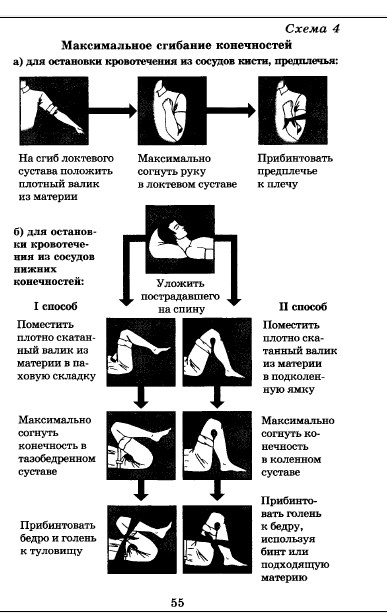 Схема 4
Максимальное сгибание конечностей
а) для остановки кровотечения из сосудов кисти, предплечья:
На сгиб локтевого
сустава положить
плотный валик
из материи
Максимально
согнуть руку
в локтевом суставе
Прибинтовать
предплечье
к плечу
б) для останов-
ки кровотече-
ния из сосудов
нижних
конечностей:
Уложить
пострадавшего
на спину
I способ
II способ
Поместить
плотно скатан-
ный валик из
материи в па-
ховую складку
Поместить
плотно ска-
танный валик
из материи
в подколен-
ную ямку
Максимально
согнуть
конечность в
тазобедренном
суставе
Максимально
согнуть ко-
нечность
в коленном
суставе
Прибинтовать
бедро и голень
к туловищу
Прибинто-
вать голень
к бедру,
используя
бинт или
подходящую
материю
55